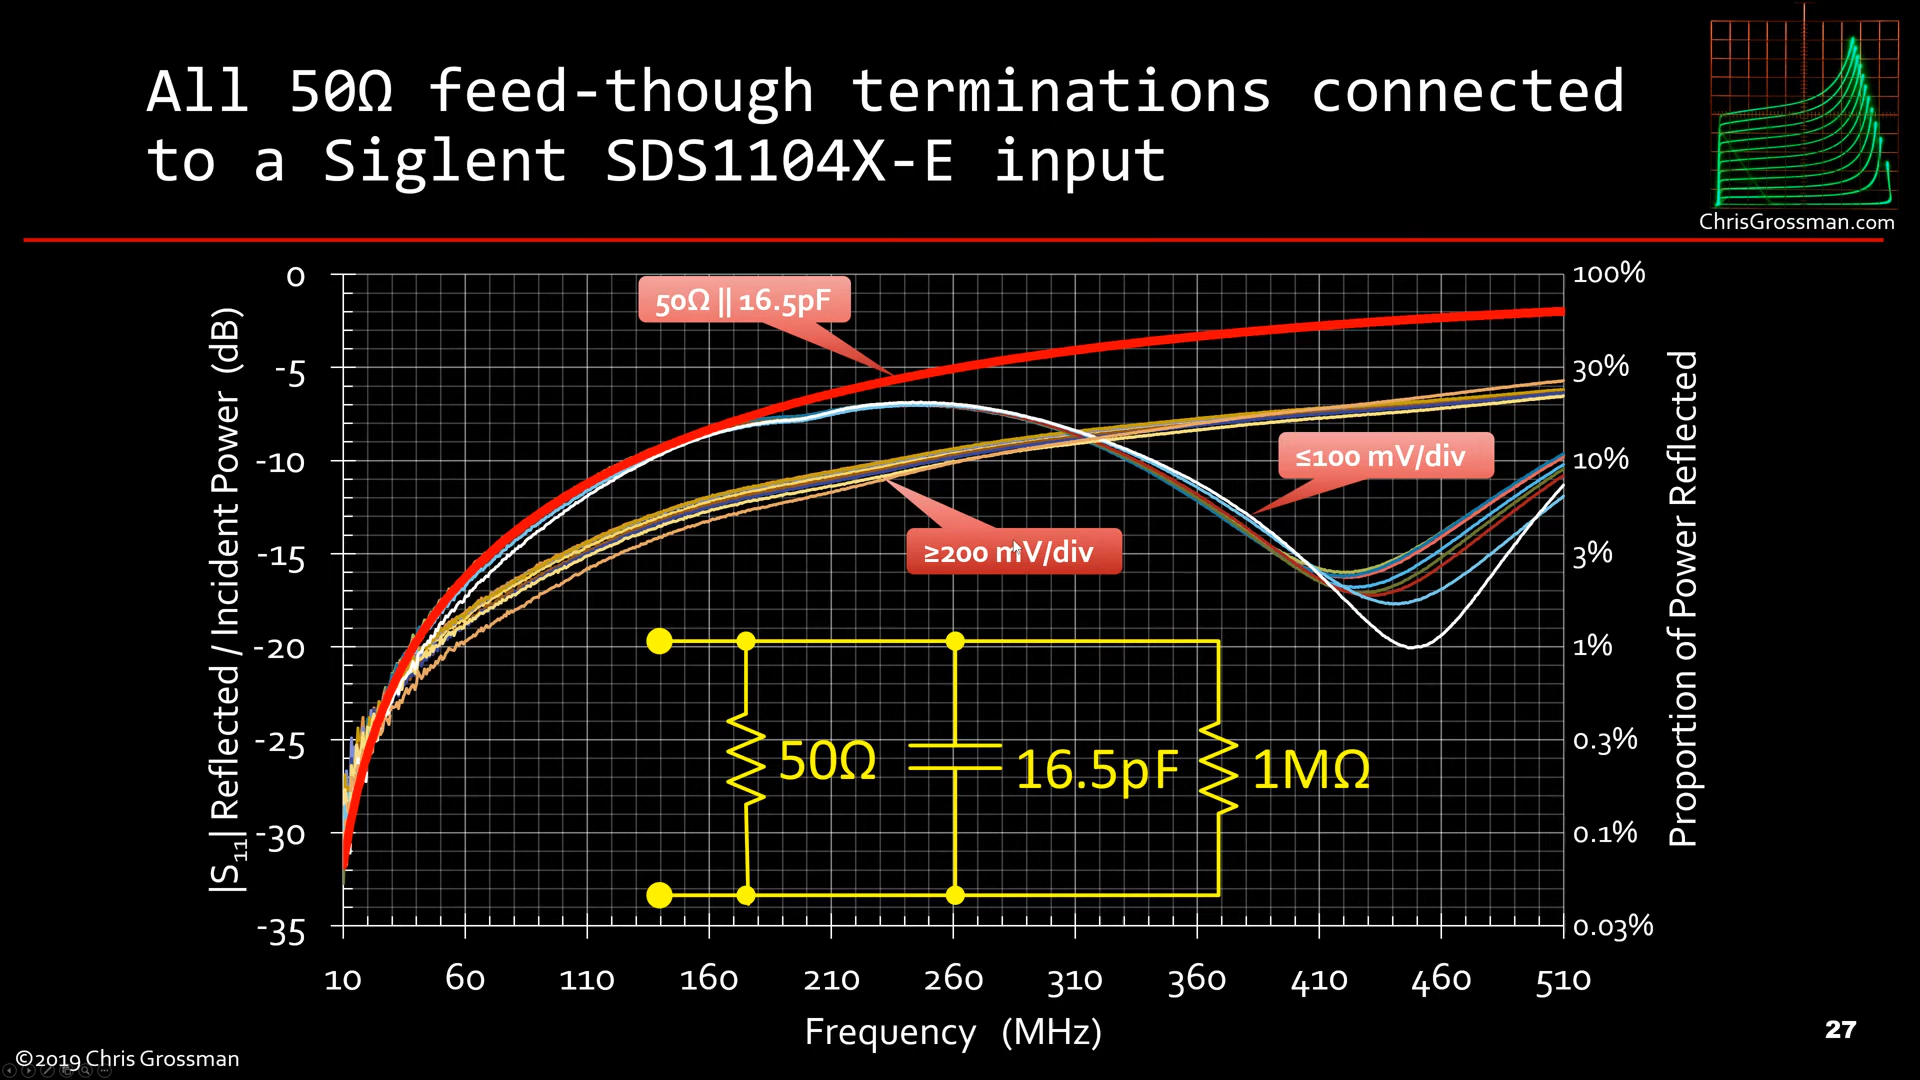 All 50Ω feed-though terminations connected
to a Siglent SDS1104X-E input
ChrisGrossman.com
|S11| Reflected / Incident Power (dB)
0
-5
-10
-15
-20
-25
-30
-35
50Ω || 16.5pF
≤100 mV/div
≥200 mV/div
50Ω
16.5pF
1MΩ
100%
30%
10%
3%
1%
0.3%
0.1%
0.03%
Proportion of Power Reflected
10 60 110 160 210 260 310 360 410 460 510
Frequency (MHz)
27
©2019 Chris Grossman